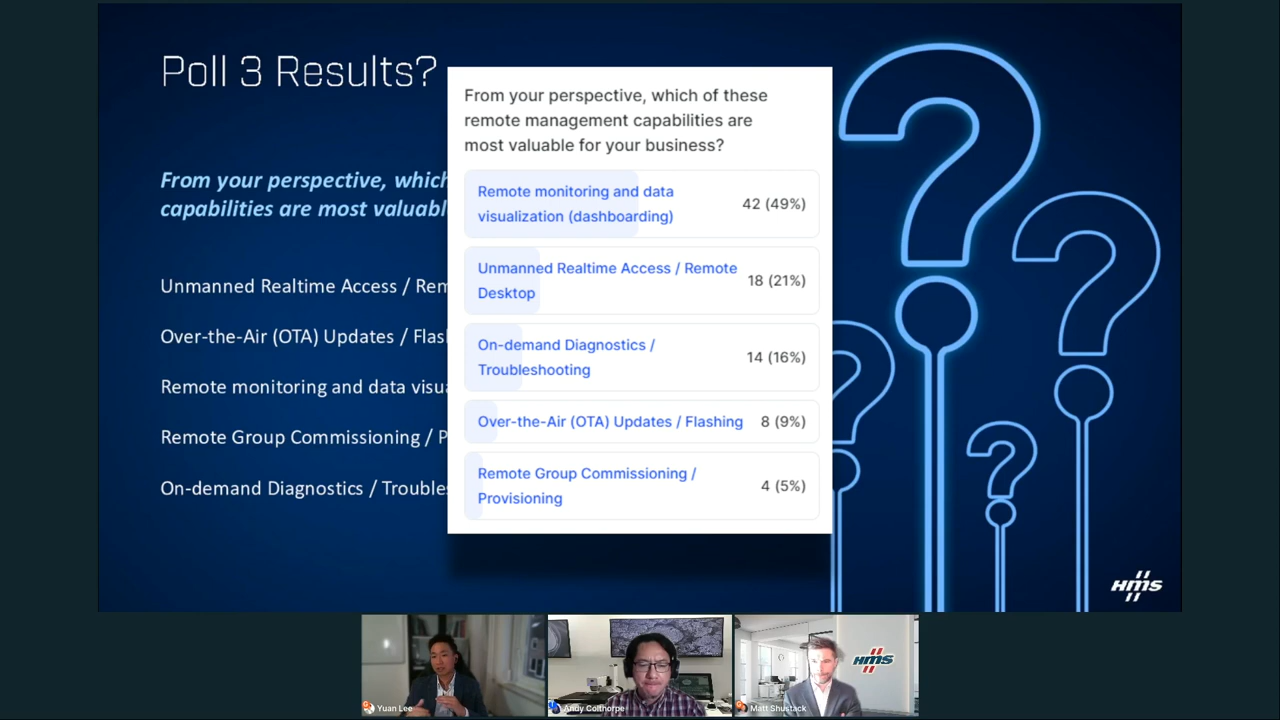 Poll 3 Results?
From your perspective, which
capabilities are most valuabl
Unmanned Realtime Access / Rem
Over-the-Air (OTA) Updates / Flas
Remote monitoring and data visua
Remote Group Commissioning / P
On-demand Diagnostics / Troubles
From your perspective, which of these
remote management capabilities are
most valuable for your business?
Remote monitoring and data
visualization (dashboarding)
42 (49%)
Unmanned Realtime Access / Remote
Desktop
18 (21%)
On-demand Diagnostics /
Troubleshooting
14 (16%)
Over-the-Air (OTA) Updates / Flashing
8 (9%)
Remote Group Commissioning /
Provisioning
4 (5%)
HMS
Yuan Lee
Andy Colthorpe
HMS
Matt Shustack